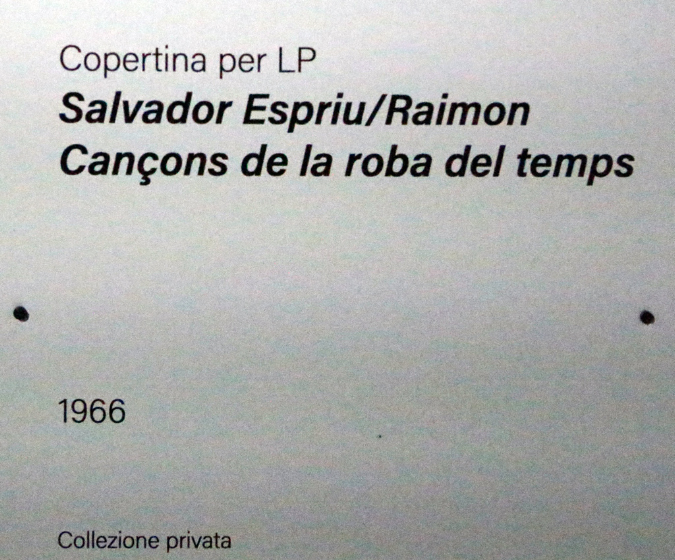 Copertina per LP
Salvador Espriu/Raimon
Cançons de la roba del temps
1966
Collezione privata